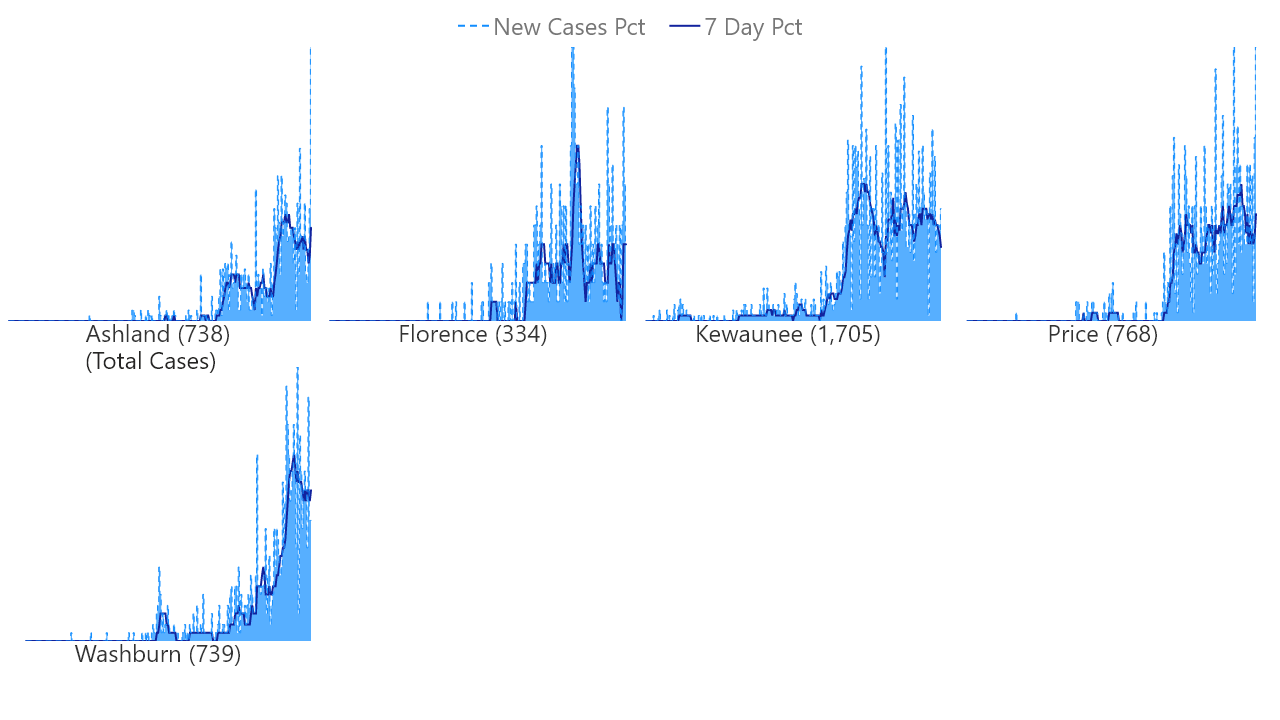 New Cases Pct 7 Day Pct
Ashland (738)
(Total Cases)
Florence (334)
Kewaunee (1,705)
Price (768)
Washburn (739)